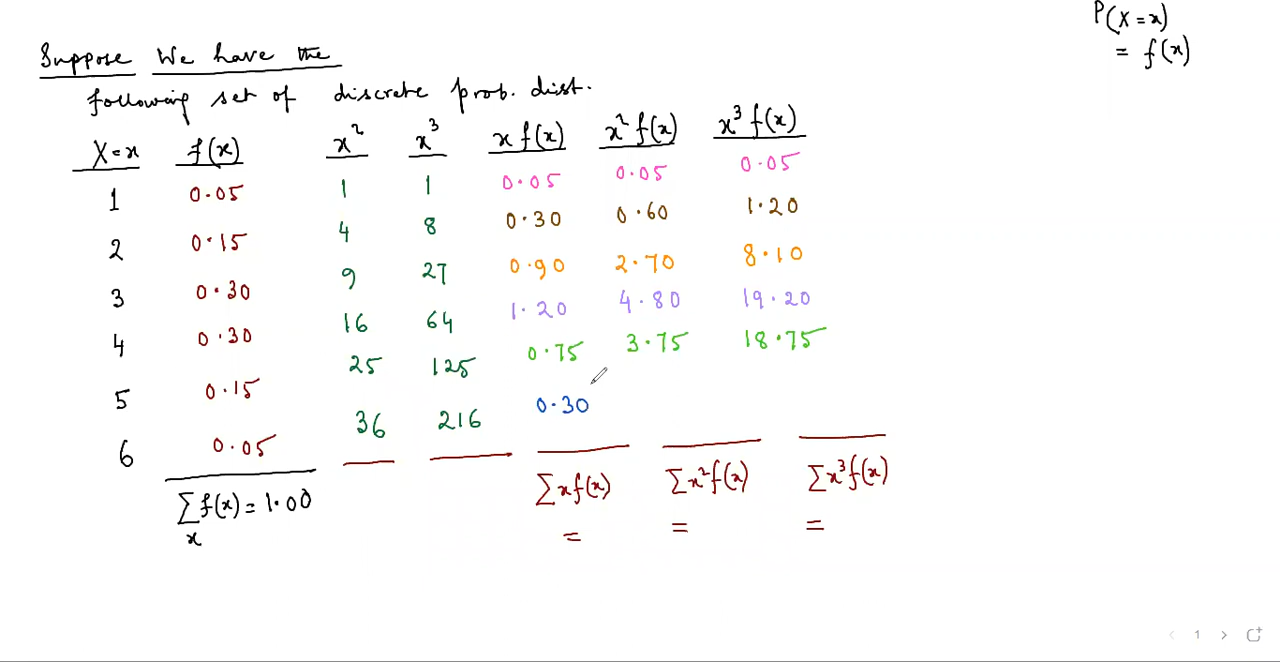 P(X=x)
= f(x)
Suppose We have the
following set of discrete prob. dist.
X=x f(x) x² x³ x f(x) x² f(x) x³ f(x)
1 0.05 1 1 0.05 0.05 0.05
2 0.15 4 8 0.30 0.60 1.20
3 0.30 9 27 0.90 2.70 8.10
4 0.30 16 64 1.20 4.80 19.20
5 0.15 25 125 0.75 3.75 18.75
6 0.05 36 216 0.30
∑ f(x) = 1.00 ∑xf(x) ∑x²f(x) ∑x³f(x)
x = = =
1